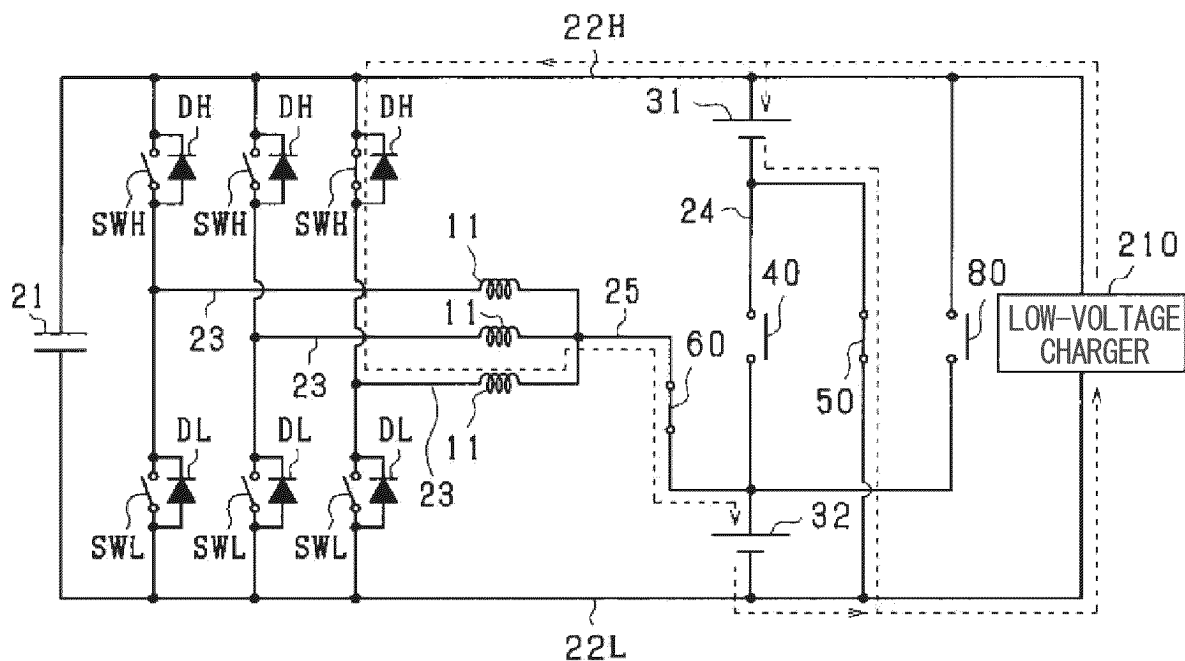 22H
DH
DH
DH
31
SWH
SWH
SWH
24
210
11
40
80
21
25
LOW-VOLTAGE
CHARGER
23
11
60
23
50
DL
DL
DL
11
23
32
SWL
SWL
SWL
22L